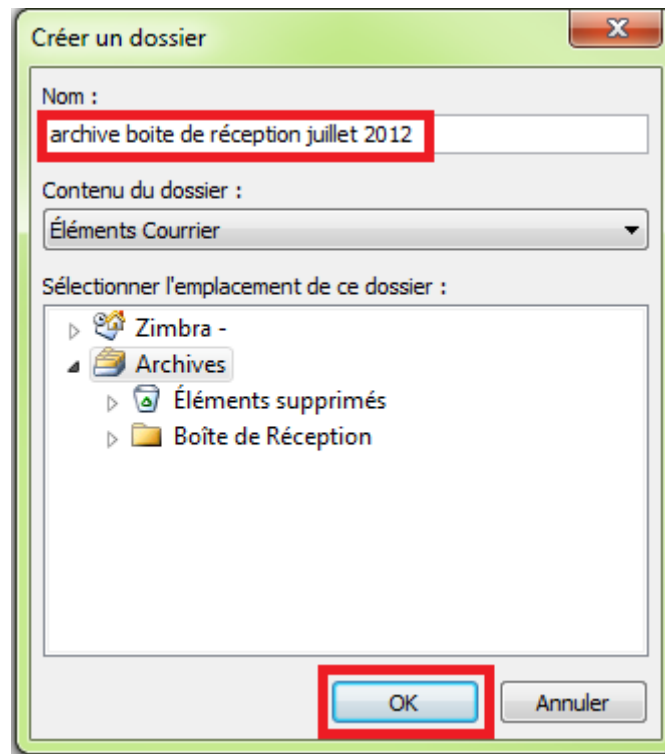 Créer un dossier
Nom :
archive boite de réception juillet 2012
Contenu du dossier :
Éléments Courrier
Sélectionner l'emplacement de ce dossier :
Zimbra -
Archives
Éléments supprimés
Boîte de Réception
OK Annuler